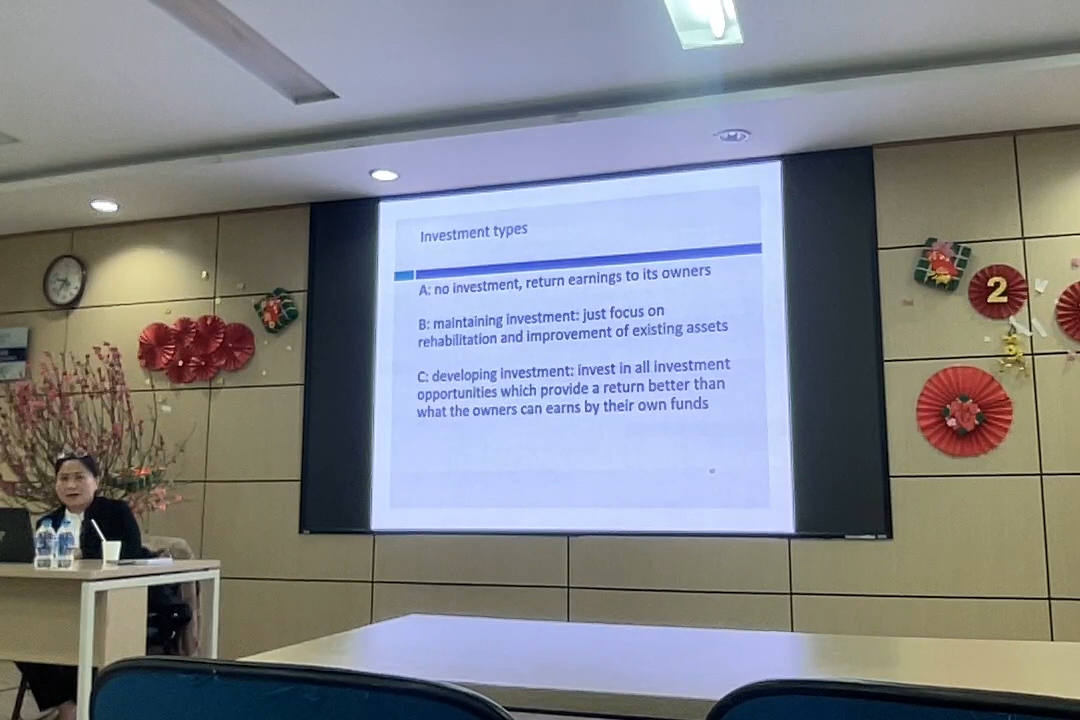 Investment types
A: no investment, return earnings to its owners
B: maintaining investment: just focus on
rehabilitation and improvement of existing assets
C: developing investment: invest in all investment
opportunities which provide a return better than
what the owners can earns by their own funds
2